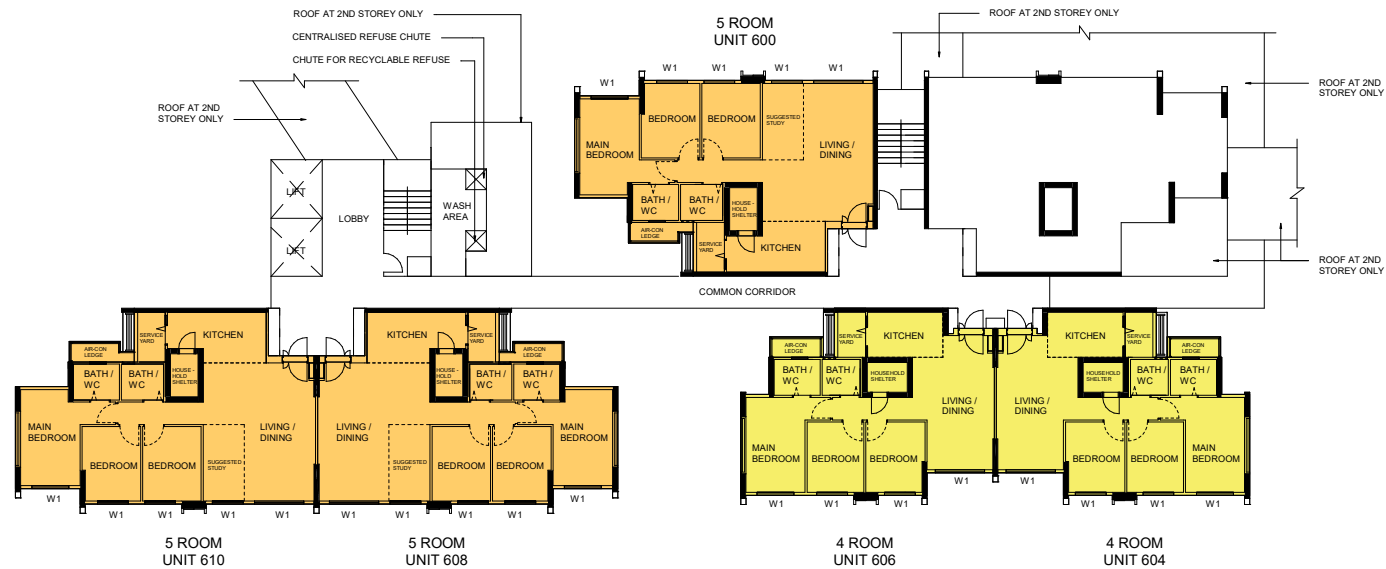 ROOF AT 2ND STOREY ONLY
CENTRALISED REFUSE CHUTE
CHUTE FOR RECYCLABLE REFUSE
ROOF AT 2ND
STOREY ONLY
5 ROOM
UNIT 600
ROOF AT 2ND STOREY ONLY
ROOF AT 2ND
STOREY ONLY
ROOF AT 2ND
STOREY ONLY
W1
W1
W1
W1
W1
MAIN
BEDROOM
BEDROOM
BEDROOM
SUGGESTED
STUDY
LIVING /
DINING
BATH /
WC
BATH /
WC
HOUSE -
HOLD
SHELTER
AIR-CON
LEDGE
SERVICE
YARD
KITCHEN
LIFT
LIFT
LOBBY
WASH
AREA
COMMON CORRIDOR
AIR-CON
LEDGE
SERVICE
YARD
KITCHEN
BATH /
WC
BATH /
WC
HOUSE -
HOLD
SHELTER
MAIN
BEDROOM
BEDROOM
BEDROOM
SUGGESTED
STUDY
LIVING /
DINING
W1
W1
W1
W1
W1
5 ROOM
UNIT 610
KITCHEN
SERVICE
YARD
AIR-CON
LEDGE
HOUSE -
HOLD
SHELTER
BATH /
WC
BATH /
WC
LIVING /
DINING
SUGGESTED
STUDY
BEDROOM
BEDROOM
MAIN
BEDROOM
W1
W1
W1
W1
W1
5 ROOM
UNIT 608
AIR-CON
LEDGE
SERVICE
YARD
KITCHEN
BATH /
WC
BATH /
WC
HOUSEHOLD
SHELTER
MAIN
BEDROOM
BEDROOM
BEDROOM
LIVING /
DINING
W1
W1
W1
W1
4 ROOM
UNIT 606
KITCHEN
SERVICE
YARD
AIR-CON
LEDGE
HOUSEHOLD
SHELTER
BATH /
WC
BATH /
WC
LIVING /
DINING
BEDROOM
BEDROOM
MAIN
BEDROOM
W1
W1
W1
W1
4 ROOM
UNIT 604